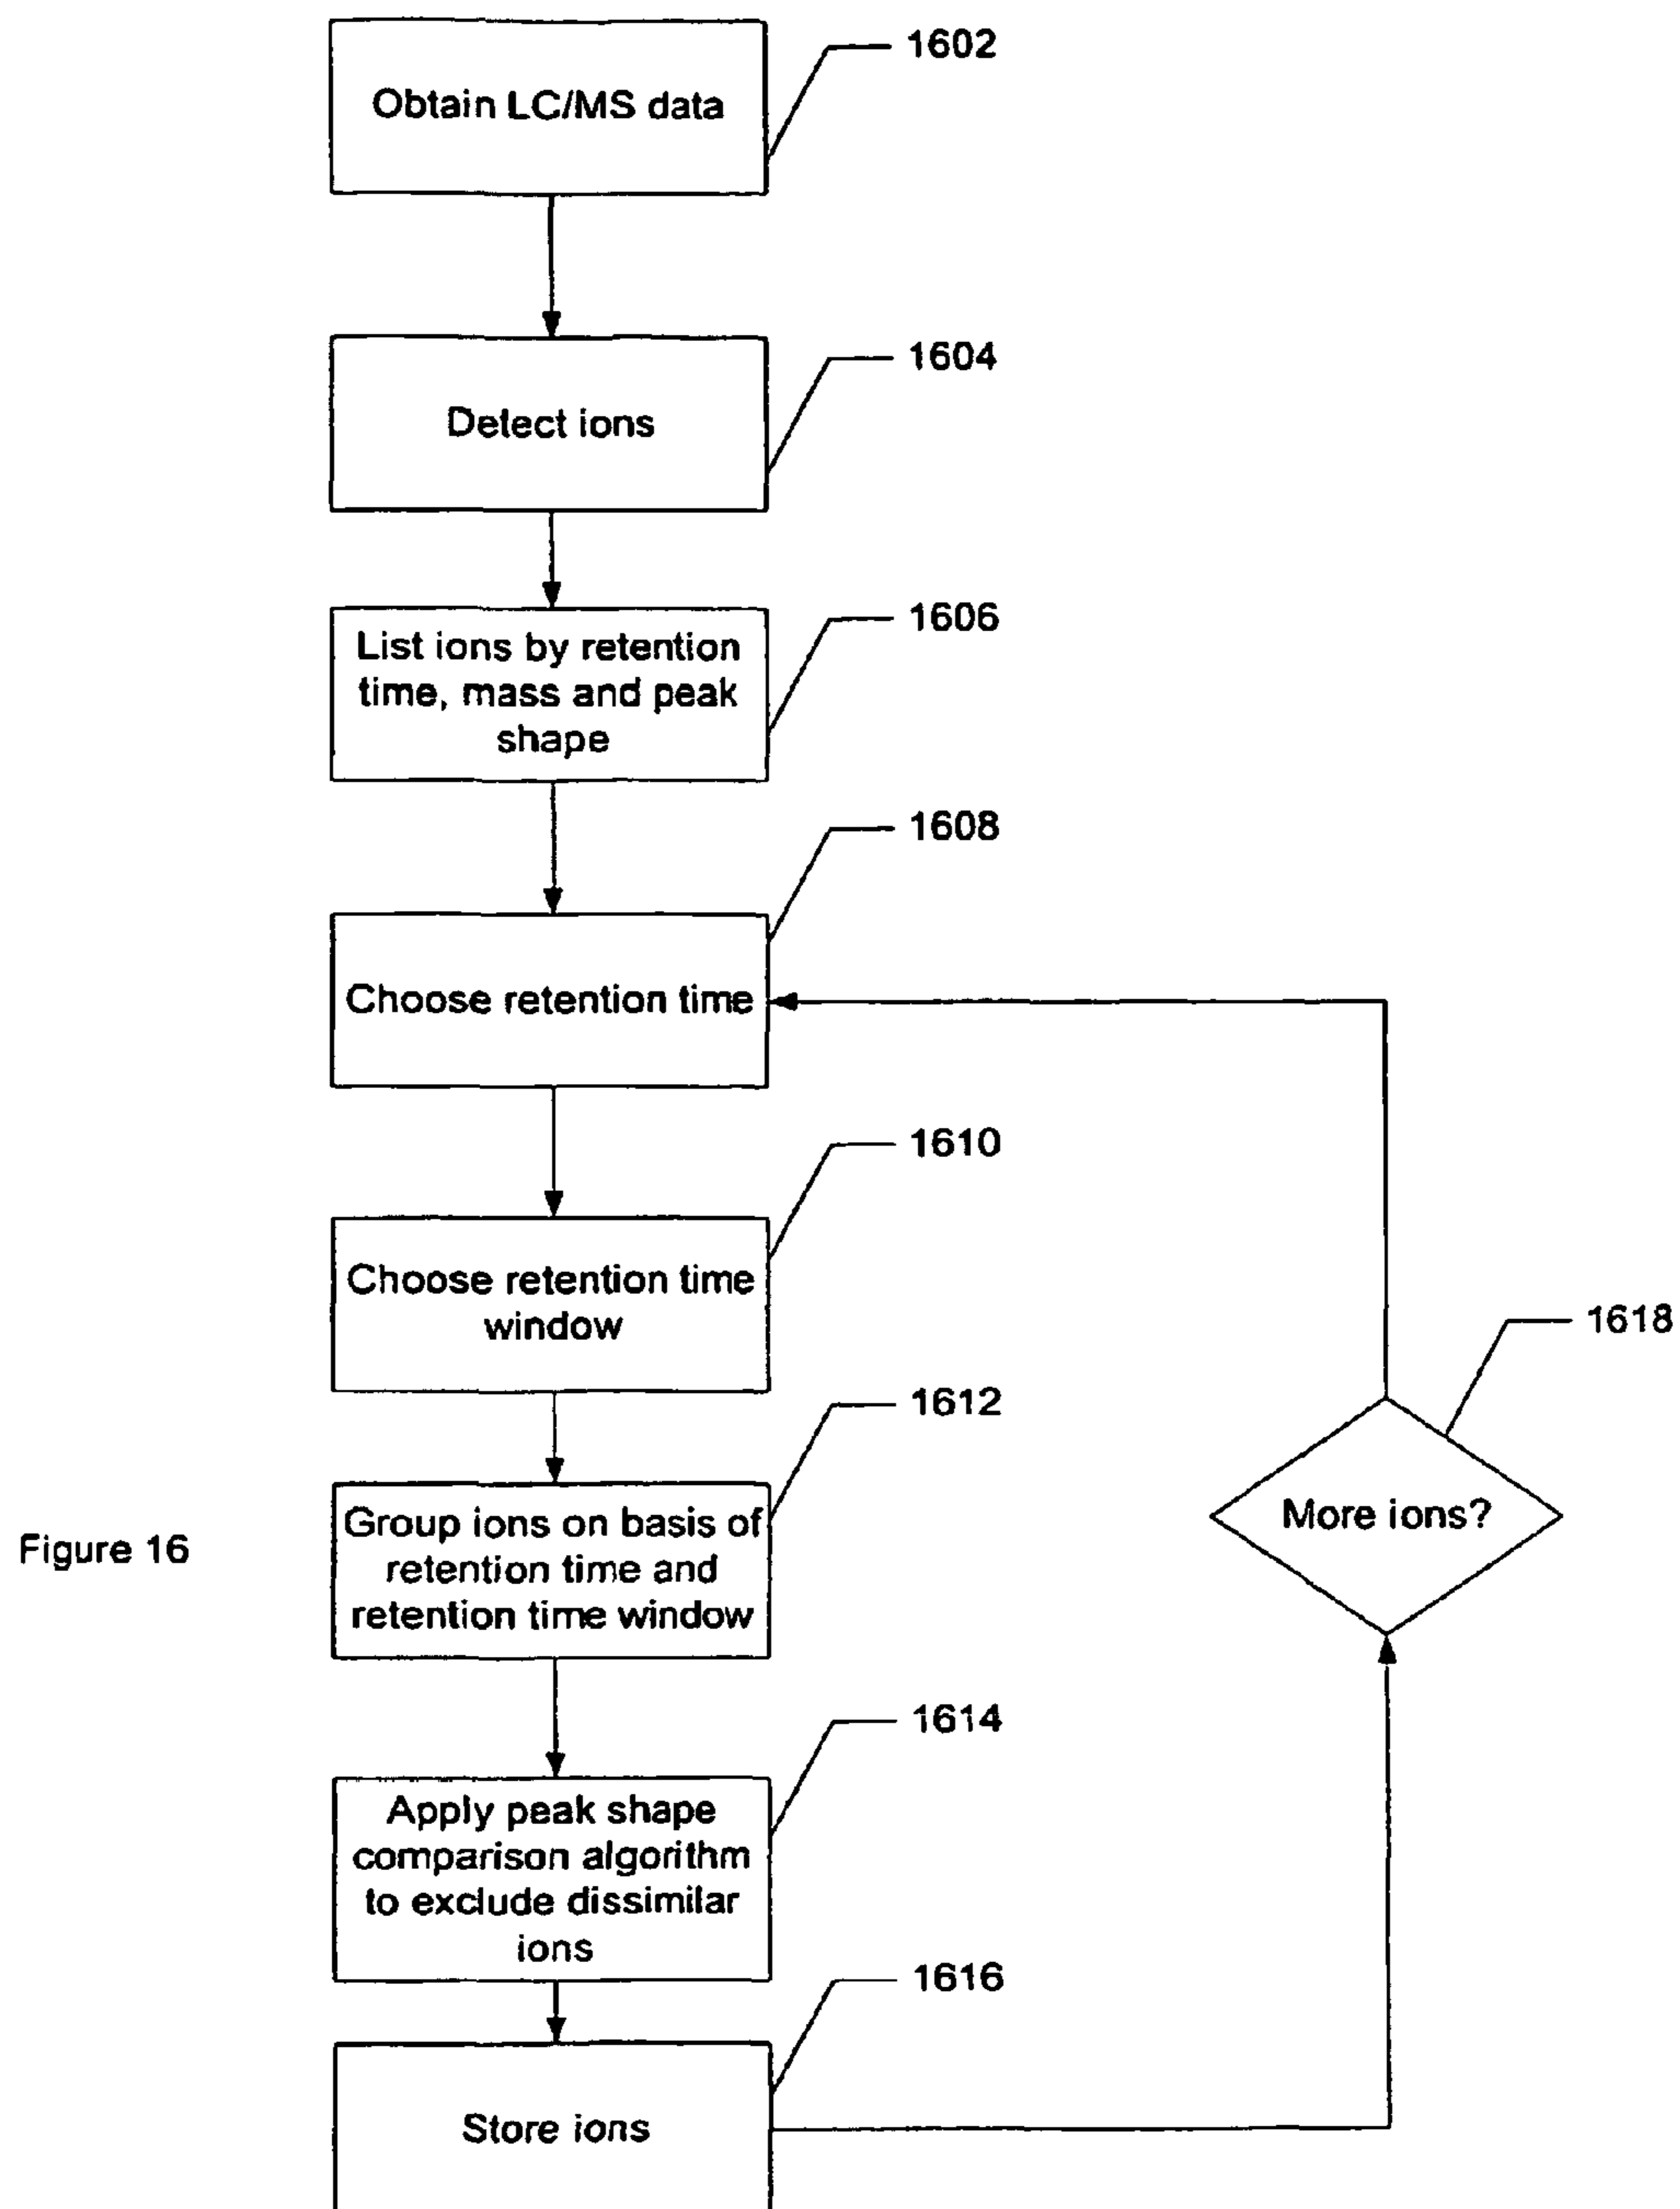 1602
Obtain LC/MS data
1604
Detect ions
1606
List ions by retention
time, mass and peak
shape
1608
Choose retention time
1610
Choose retention time
window
1618
1612
More ions?
Group ions on basis of
retention time and
retention time window
Figure 16
1614
Apply peak shape
comparison algorithm
to exclude dissimilar
ions
1616
Store ions